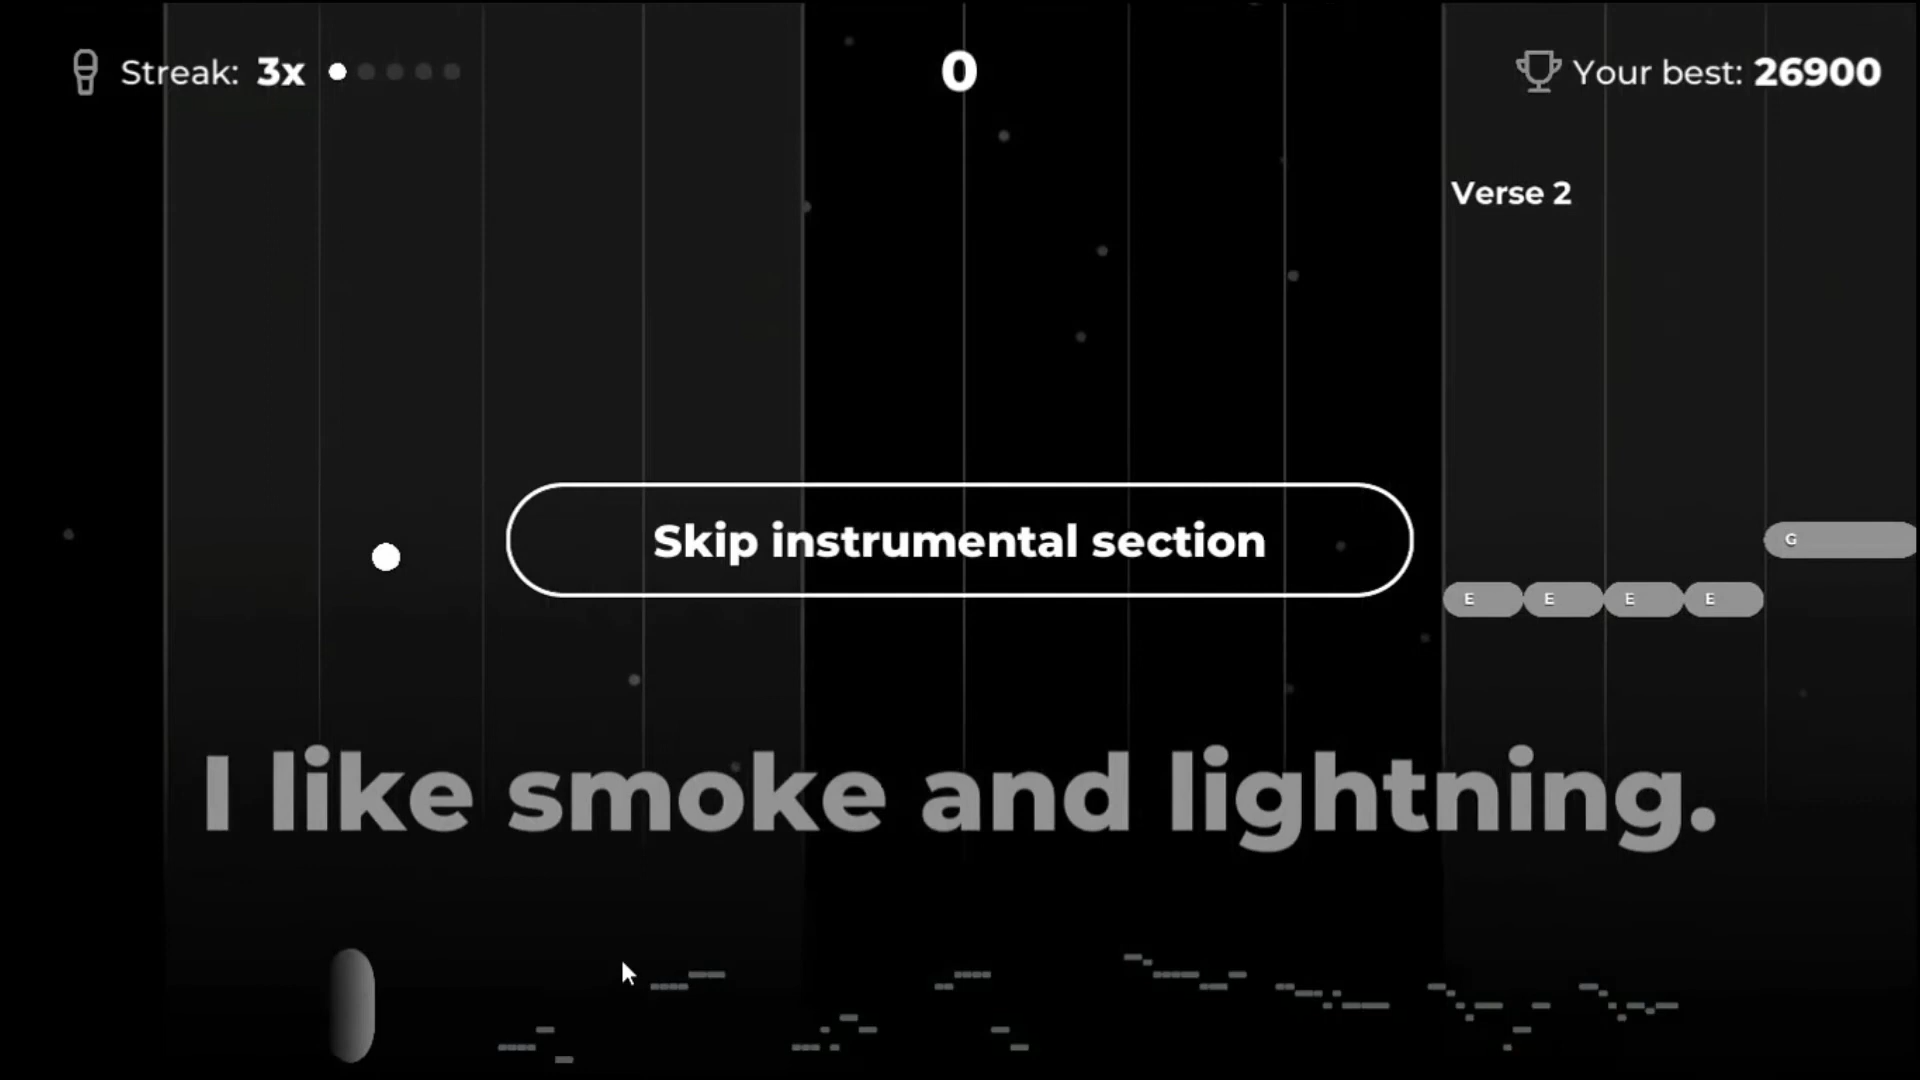 Streak: 3x
0
Your best: 26900
Verse 2
Skip instrumental section
G
E E E E
I like smoke and lightning.